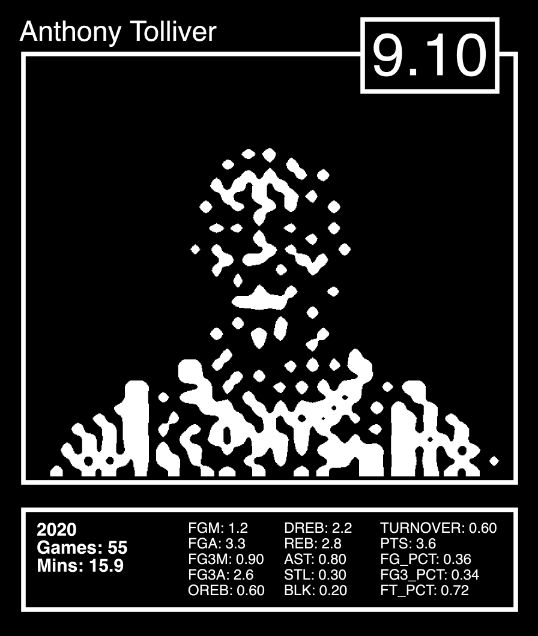 Anthony Tolliver
9.10
2020
Games: 55
Mins: 15.9
FGM: 1.2
FGA: 3.3
FG3M: 0.90
FG3A: 2.6
OREB: 0.60
DREB: 2.2
REB: 2.8
AST: 0.80
STL: 0.30
BLK: 0.20
TURNOVER: 0.60
PTS: 3.6
FG_PCT: 0.36
FG3_PCT: 0.34
FT_PCT: 0.72